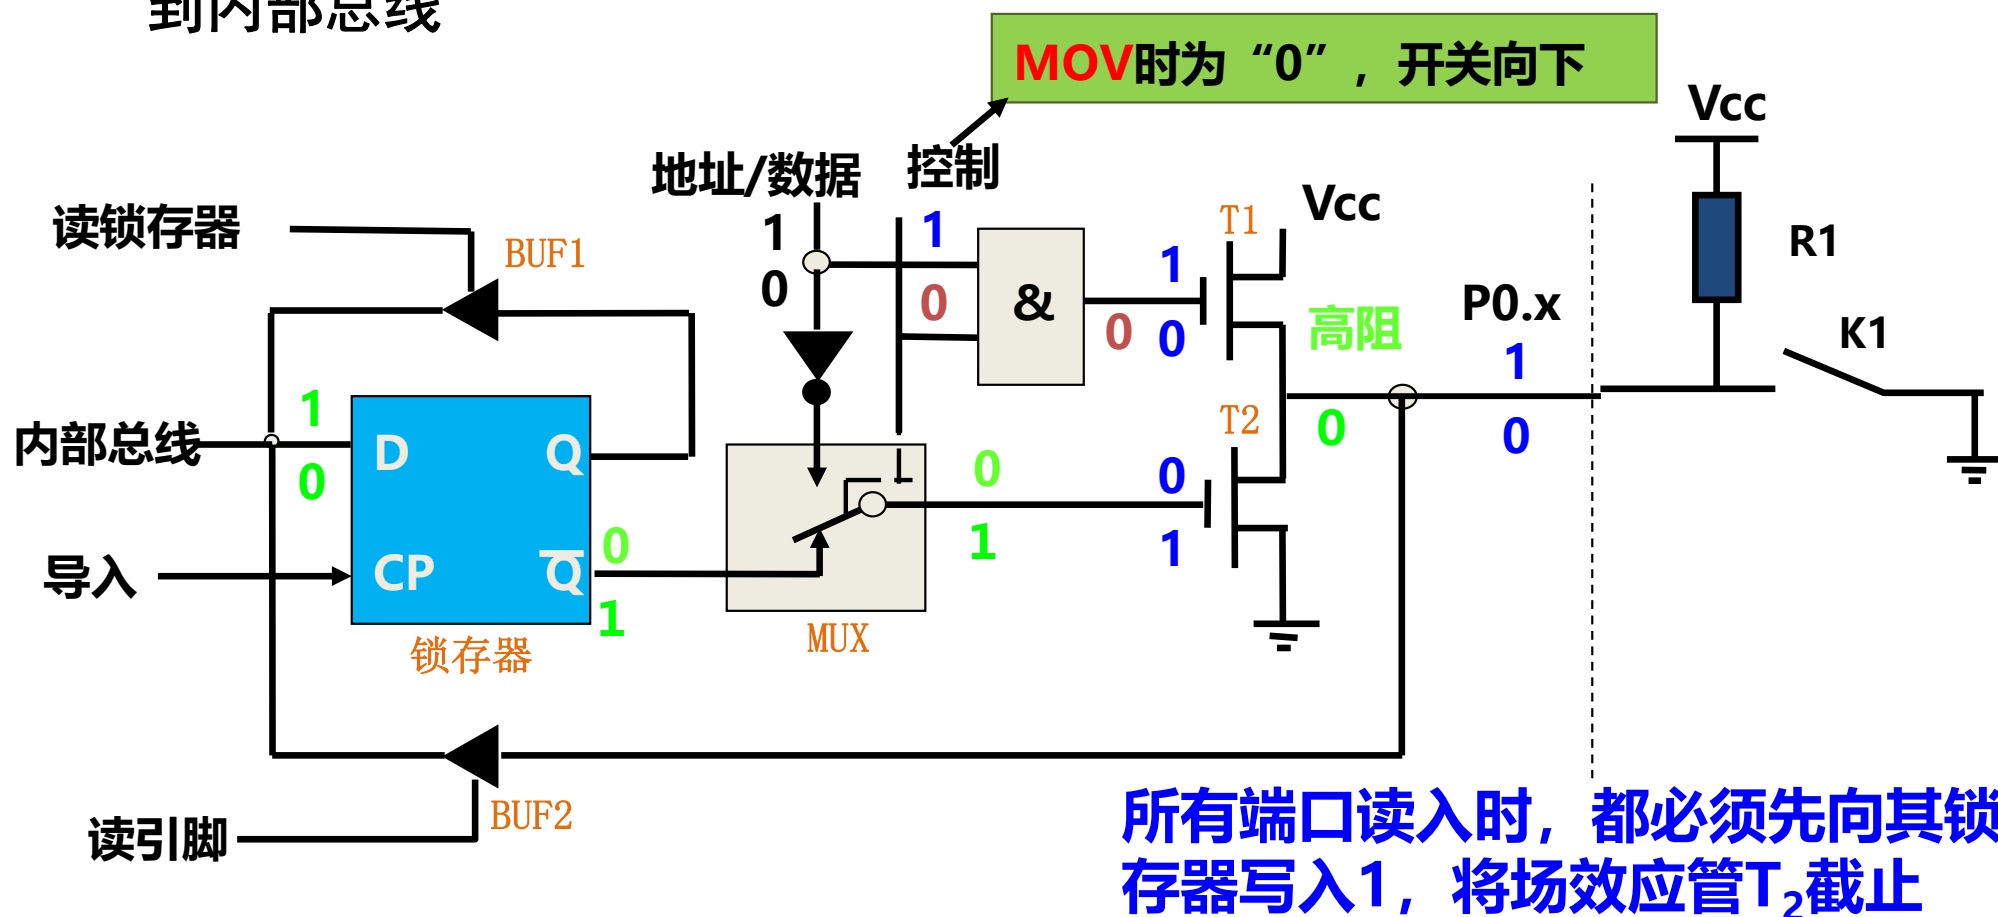 到内部总线
MOV时为“0”，开关向下
Vcc
地址/数据
控制
读锁存器
BUF1
1
0
1
0
&
1
0
0
T1
Vcc
高阻
P0.x
1
0
R1
K1
内部总线
1
0
D
Q
导入
CP
Q̅
0
1
锁存器
MUX
0
1
T2
0
1
0
读引脚
BUF2
所有端口读入时，都必须先向其锁
存器写入1，将场效应管T₂截止